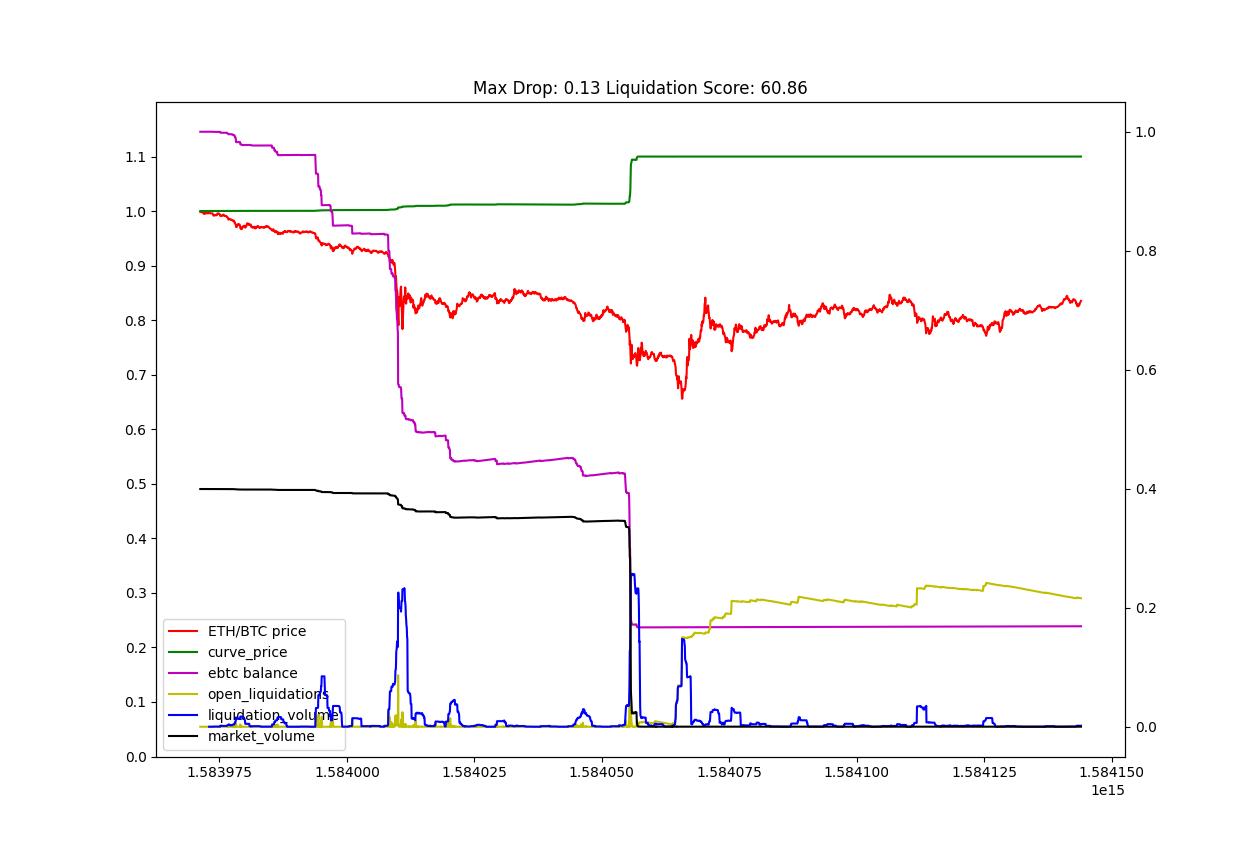 Max Drop: 0.13 Liquidation Score: 60.86
1.1
1.0
0.9
0.8
0.7
0.6
0.5
0.4
0.3
0.2
0.1
0.0
1.0
0.8
0.6
0.4
0.2
0.0
ETH/BTC price
curve_price
ebtc balance
open_liquidations
liquidation_volume
market_volume
1.583975 1.584000 1.584025 1.584050 1.584075 1.584100 1.584125 1.584150
1e15